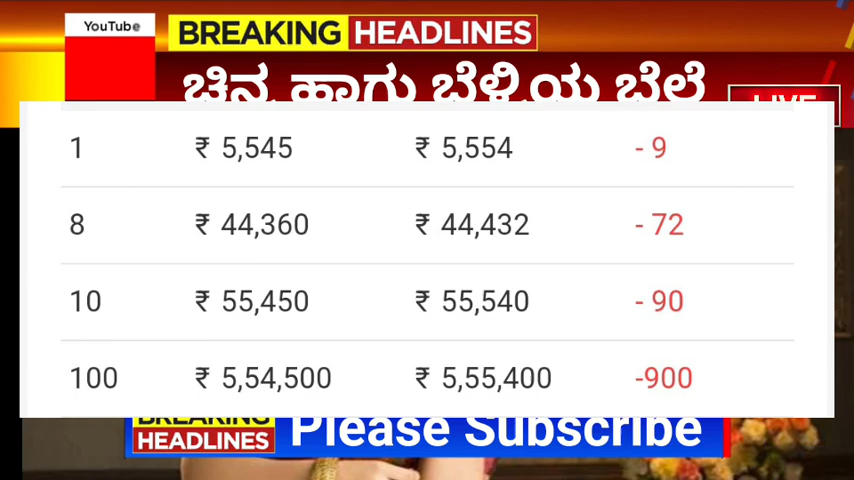 YouTube
BREAKING HEADLINES
ಚಿನ್ನ ಹಾಗು ಬೆಳ್ಳಿಯ ಬೆಲೆ
LIVE
1 ₹ 5,545 ₹ 5,554 - 9
8 ₹ 44,360 ₹ 44,432 - 72
10 ₹ 55,450 ₹ 55,540 - 90
100 ₹ 5,54,500 ₹ 5,55,400 -900
BREAKING
HEADLINES
Please Subscribe